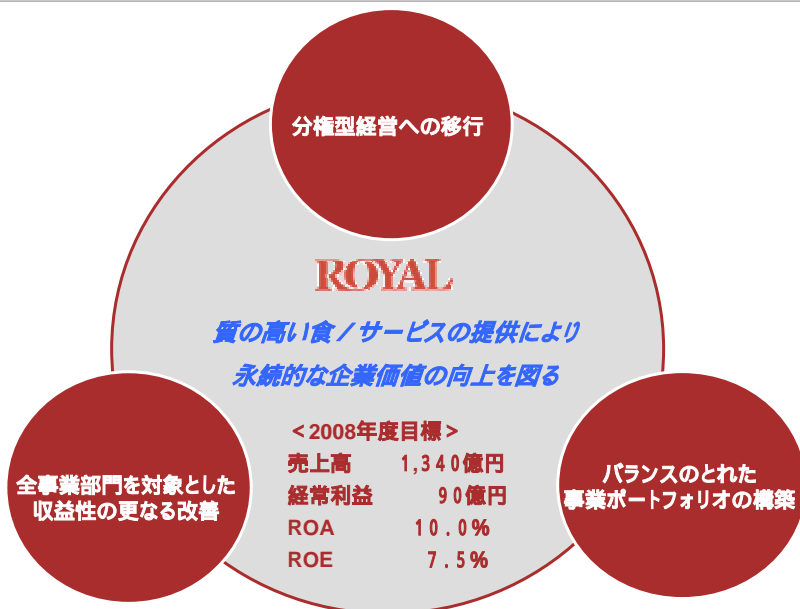 分権型経営への移行
ROYAL
質の高い食/サービスの提供により
永続的な企業価値の向上を図る
<2008年度目標>
売上高 1,340億円
経常利益 90億円
ROA 10.0%
ROE 7.5%
全事業部門を対象とした
収益性の更なる改善
バランスのとれた
事業ポートフォリオの構築